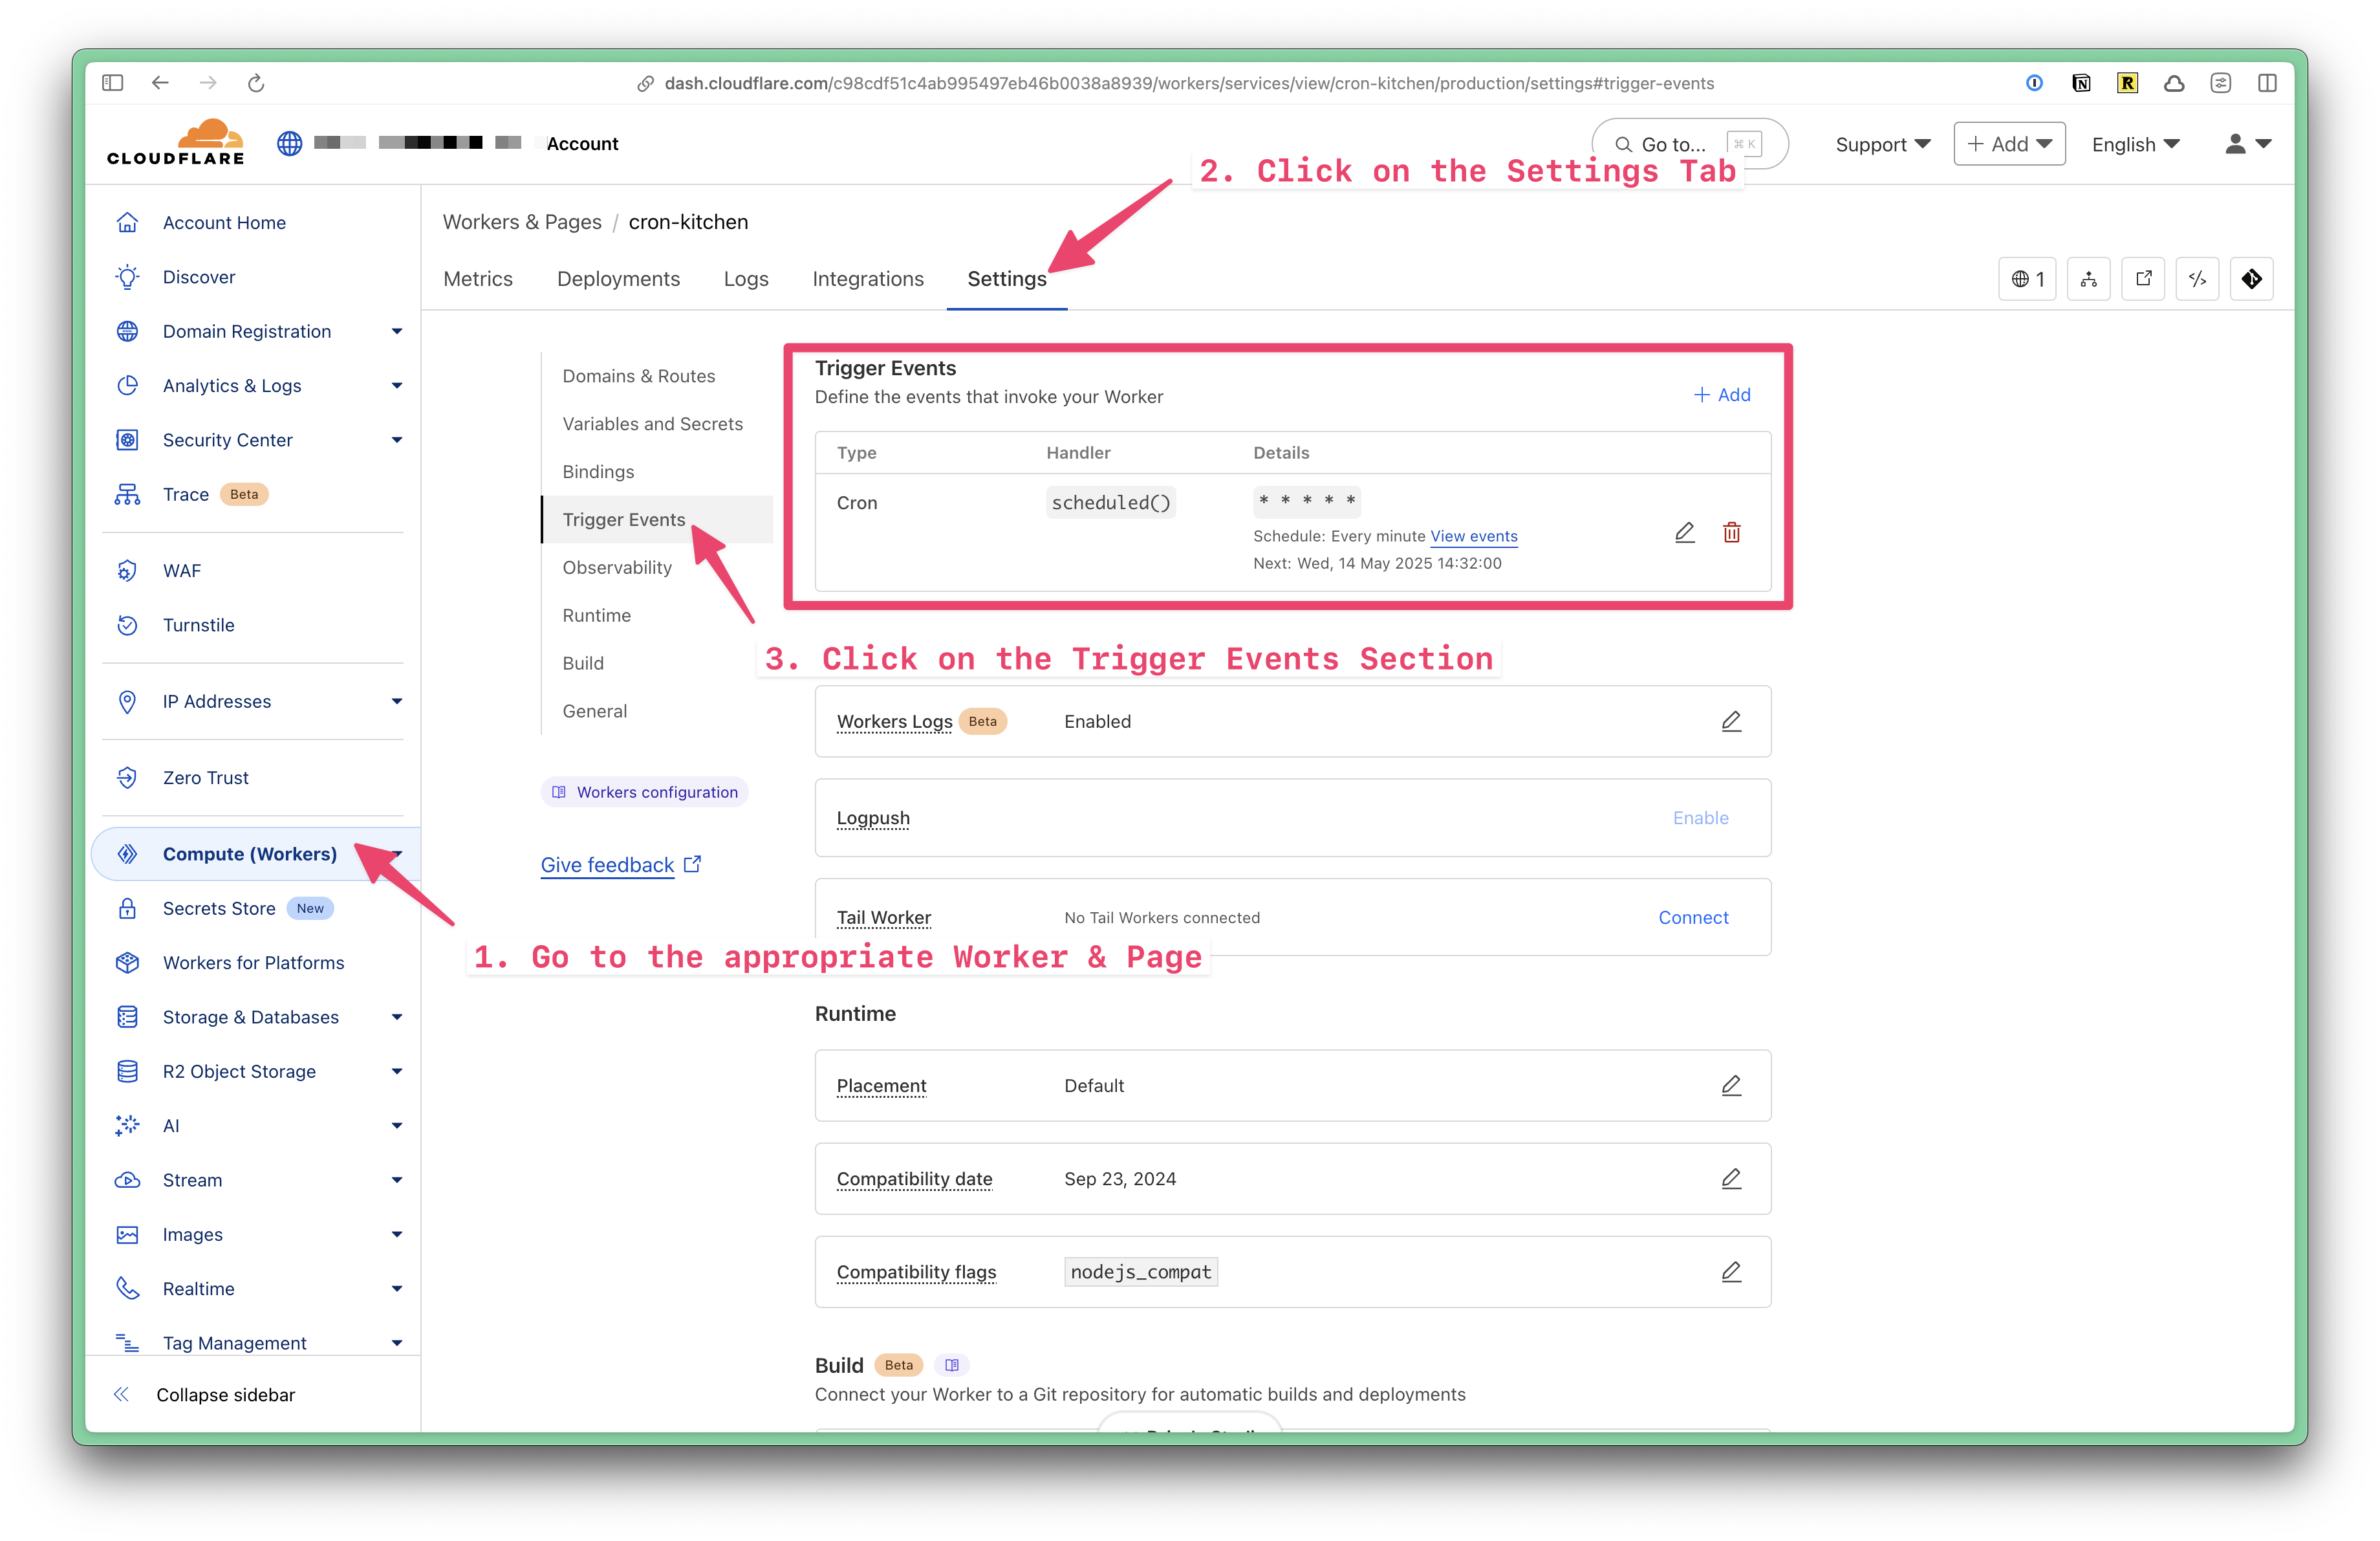 dash.cloudflare.com/c98cdf51c4ab995497eb46b0038a8939/workers/services/view/cron-kitchen/production/settings#trigger-events
CLOUDFLARE
Account
Go to...
⌘ K
Support
+ Add
English
2. Click on the Settings Tab
Account Home
Discover
Domain Registration
Analytics & Logs
Security Center
Trace Beta
WAF
Turnstile
IP Addresses
Zero Trust
Compute (Workers)
Secrets Store New
Workers for Platforms
Storage & Databases
R2 Object Storage
AI
Stream
Images
Realtime
Tag Management
Collapse sidebar
Workers & Pages / cron-kitchen
Metrics Deployments Logs Integrations Settings
1
Domains & Routes
Variables and Secrets
Bindings
Trigger Events
Observability
Runtime
Build
General
Workers configuration
Give feedback
Trigger Events
Define the events that invoke your Worker
+ Add
Type Handler Details
Cron scheduled() * * * * *
Schedule: Every minute View events
Next: Wed, 14 May 2025 14:32:00
3. Click on the Trigger Events Section
Workers Logs Beta Enabled
Logpush Enable
Tail Worker No Tail Workers connected Connect
1. Go to the appropriate Worker & Page
Runtime
Placement Default
Compatibility date Sep 23, 2024
Compatibility flags nodejs_compat
Build Beta
Connect your Worker to a Git repository for automatic builds and deployments